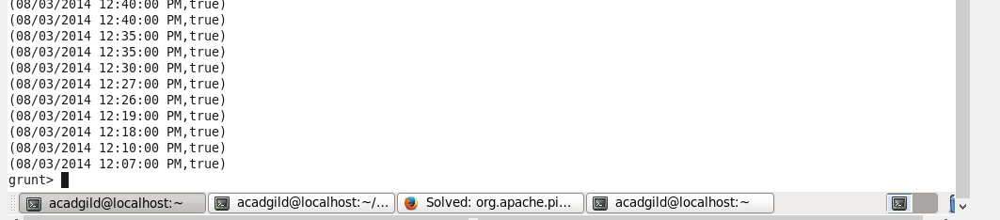 (08/03/2014 12:40:00 PM,true)
(08/03/2014 12:40:00 PM,true)
(08/03/2014 12:35:00 PM,true)
(08/03/2014 12:35:00 PM,true)
(08/03/2014 12:30:00 PM,true)
(08/03/2014 12:27:00 PM,true)
(08/03/2014 12:26:00 PM,true)
(08/03/2014 12:19:00 PM,true)
(08/03/2014 12:18:00 PM,true)
(08/03/2014 12:10:00 PM,true)
(08/03/2014 12:07:00 PM,true)
grunt>
acadgild@localhost:~ acadgild@localhost:~/... Solved: org.apache.pi... acadgild@localhost:~